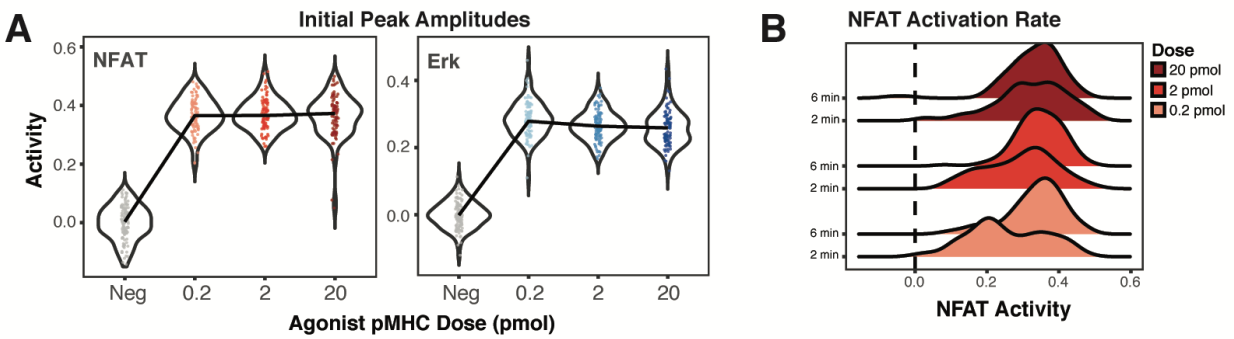 A
Initial Peak Amplitudes
NFAT
Erk
Activity
0.6
0.4
0.2
0.0
0.4
0.2
0.0
Neg 0.2 2 20
Neg 0.2 2 20
Agonist pMHC Dose (pmol)
B
NFAT Activation Rate
6 min
2 min
6 min
2 min
6 min
2 min
0.0 0.2 0.4 0.6
NFAT Activity
Dose
20 pmol
2 pmol
0.2 pmol